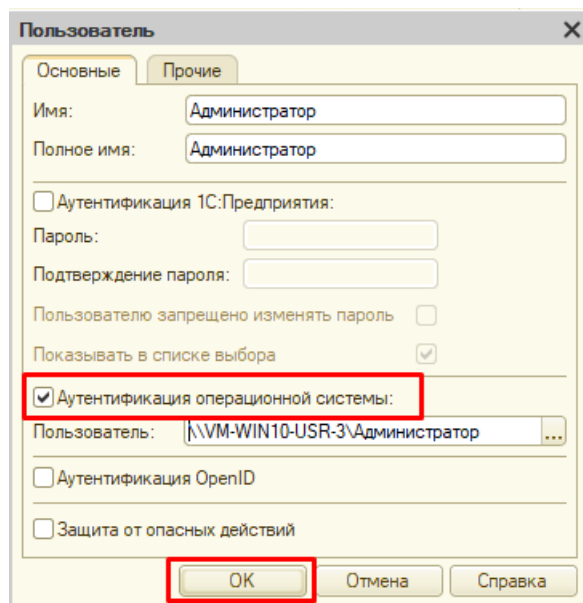 Пользователь
Основные Прочие
Имя: Администратор
Полное имя: Администратор
Аутентификация 1С:Предприятия:
Пароль:
Подтверждение пароля:
Пользователю запрещено изменять пароль
Показывать в списке выбора
Аутентификация операционной системы:
Пользователь: \\VM-WIN10-USR-3\Администратор ...
Аутентификация OpenID
Защита от опасных действий
OK Отмена Справка